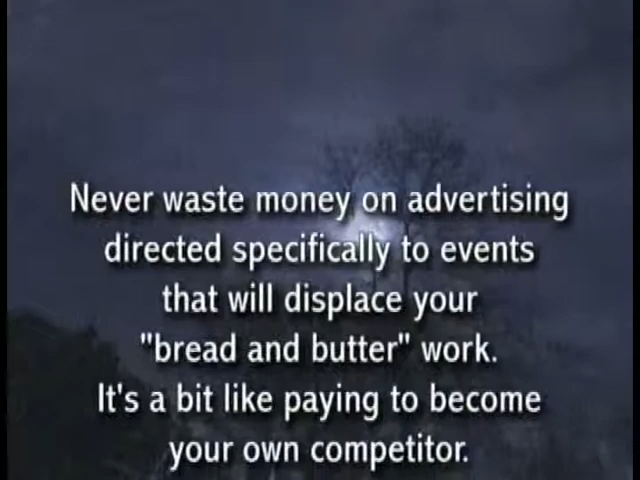 Never waste money on advertising
directed specifically to events
that will displace your
"bread and butter" work.
It's a bit like paying to become
your own competitor.